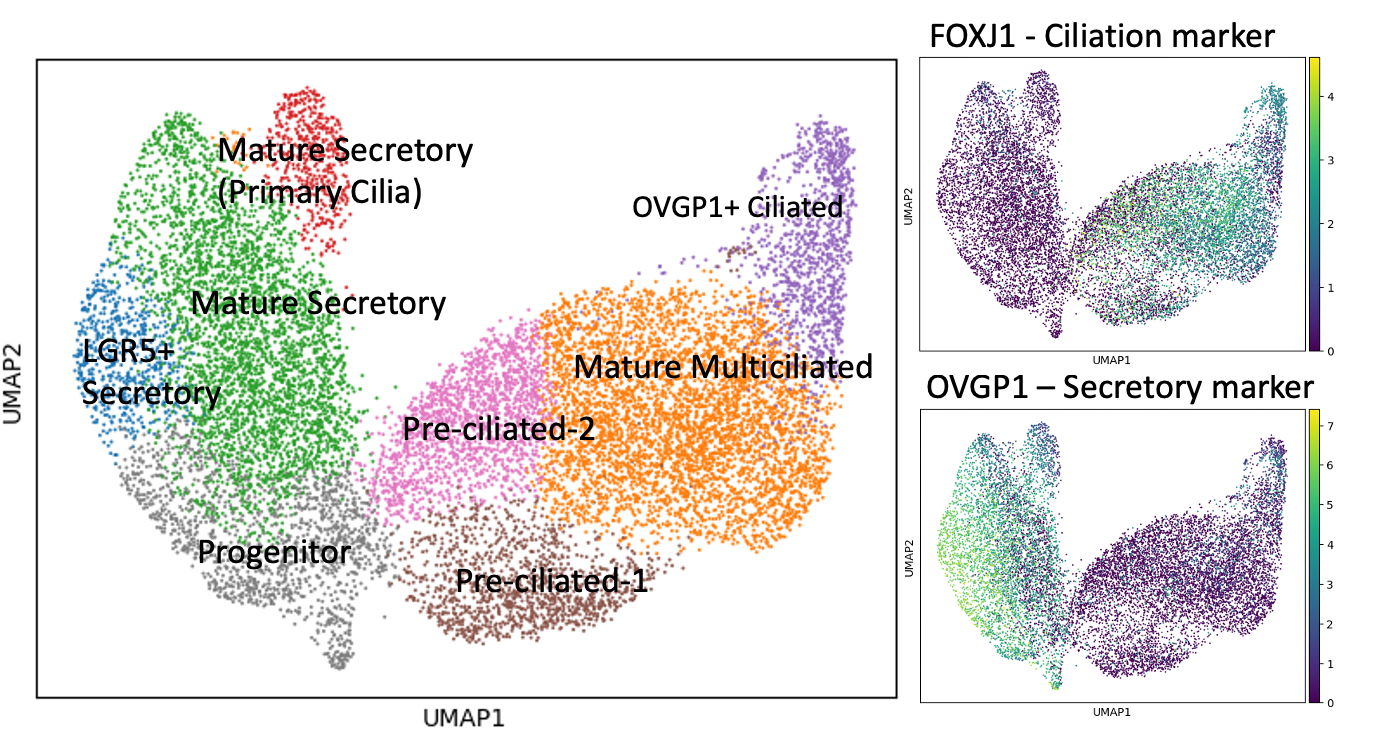 Mature Secretory
(Primary Cilia)
OVGP1+ Ciliated
Mature Secretory
LGR5+
Secretory
Mature Multiciliated
Pre-ciliated-2
Progenitor
Pre-ciliated-1
UMAP2
UMAP1
FOXJ1 - Ciliation marker
4
3
2
1
0
UMAP2
UMAP1
OVGP1 – Secretory marker
7
6
5
4
3
2
1
0
UMAP2
UMAP1